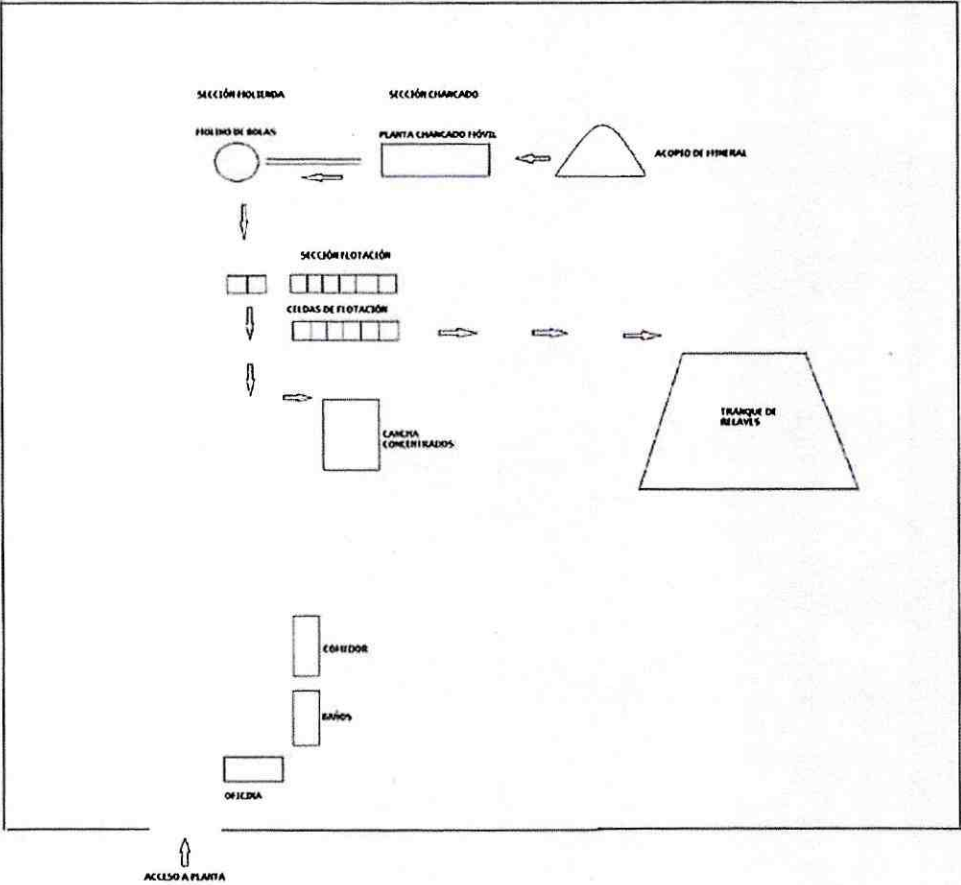 SECCIÓN MOLIENDA
SECCIÓN CHANCADO
MOLINO DE BOLAS
PLANTA CHANCADO MÓVIL
ACOPIO DE MINERAL
SECCIÓN FLOTACIÓN
CELDAS DE FLOTACIÓN
TRANQUE DE
RELAVES
CANCHA
CONCENTRADOS
COMEDOR
BAÑOS
OFICINA
ACCESO A PLANTA